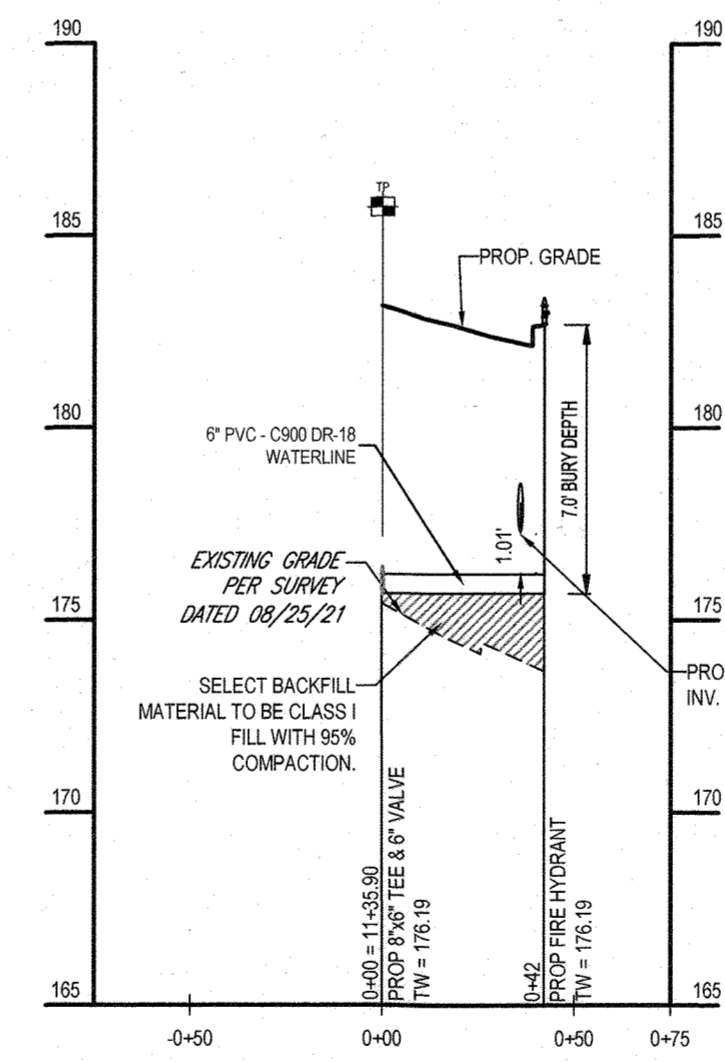 190
190
TP
185
185
PROP. GRADE
180
180
6" PVC - C900 DR-18
WATERLINE
7.0' BURY DEPTH
1.01'
EXISTING GRADE
PER SURVEY
DATED 08/25/21
175
175
SELECT BACKFILL
MATERIAL TO BE CLASS I
FILL WITH 95%
COMPACTION.
PRO
INV.
170
170
0+00 = 11+35.90
PROP 8"x6" TEE & 6" VALVE
TW = 176.19
0+42
PROP FIRE HYDRANT
TW = 176.19
165
165
-0+50
0+00
0+50
0+75